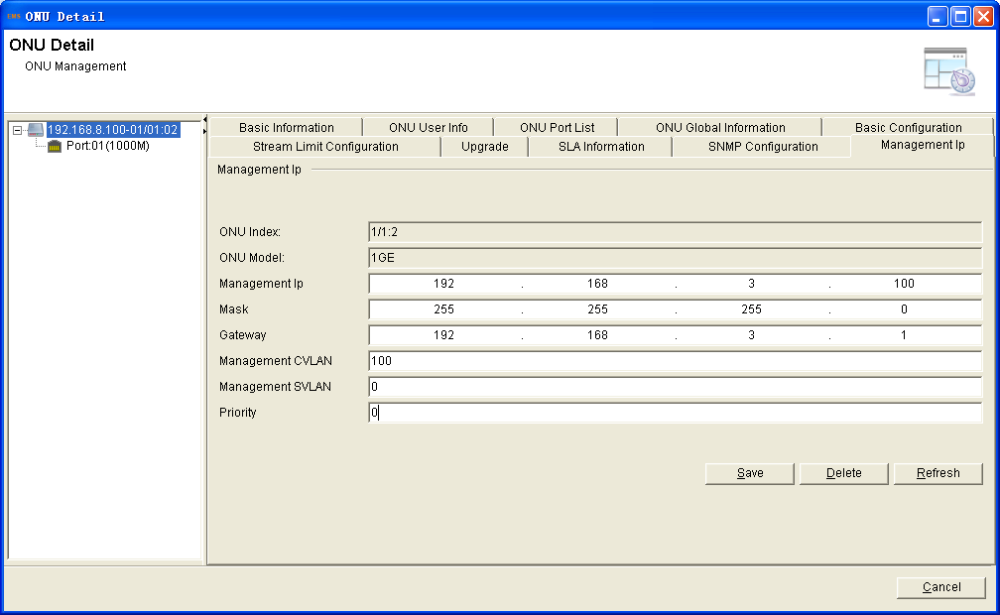 EMS ONU Detail
ONU Detail
ONU Management
192.168.8.100-01/01:02
Port:01(1000M)
Basic Information ONU User Info ONU Port List ONU Global Information Basic Configuration
Stream Limit Configuration Upgrade SLA Information SNMP Configuration Management Ip
Management Ip
ONU Index: 1/1:2
ONU Model: 1GE
Management Ip 192 . 168 . 3 . 100
Mask 255 . 255 . 255 . 0
Gateway 192 . 168 . 3 . 1
Management CVLAN 100
Management SVLAN 0
Priority 0
Save Delete Refresh
Cancel